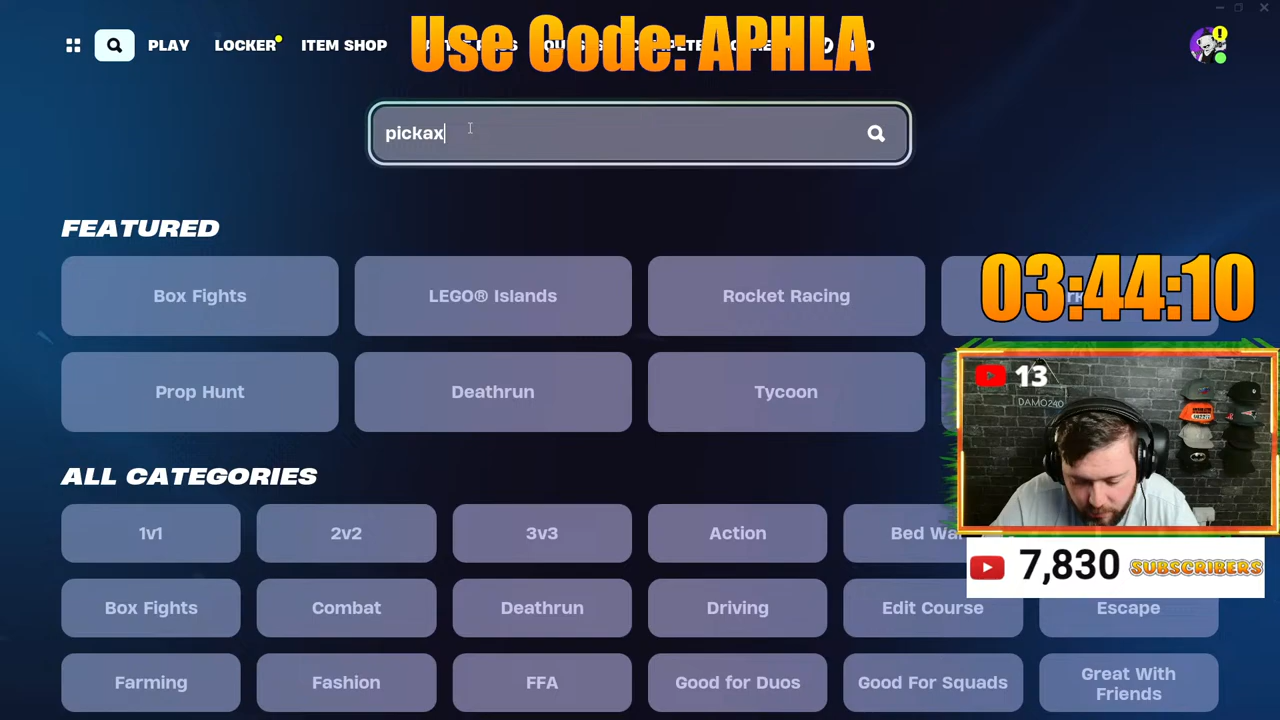 Use Code: APHLA
PLAY
LOCKER
ITEM SHOP
pickax
03:44:10
FEATURED
Box Fights
LEGO® Islands
Rocket Racing
13
DAMO240
Prop Hunt
Deathrun
Tycoon
ALL CATEGORIES
1v1
2v2
3v3
Action
7,830 SUBSCRIBERS
Box Fights
Combat
Deathrun
Driving
Edit Course
Escape
Farming
Fashion
FFA
Good for Duos
Good For Squads
Great With
Friends